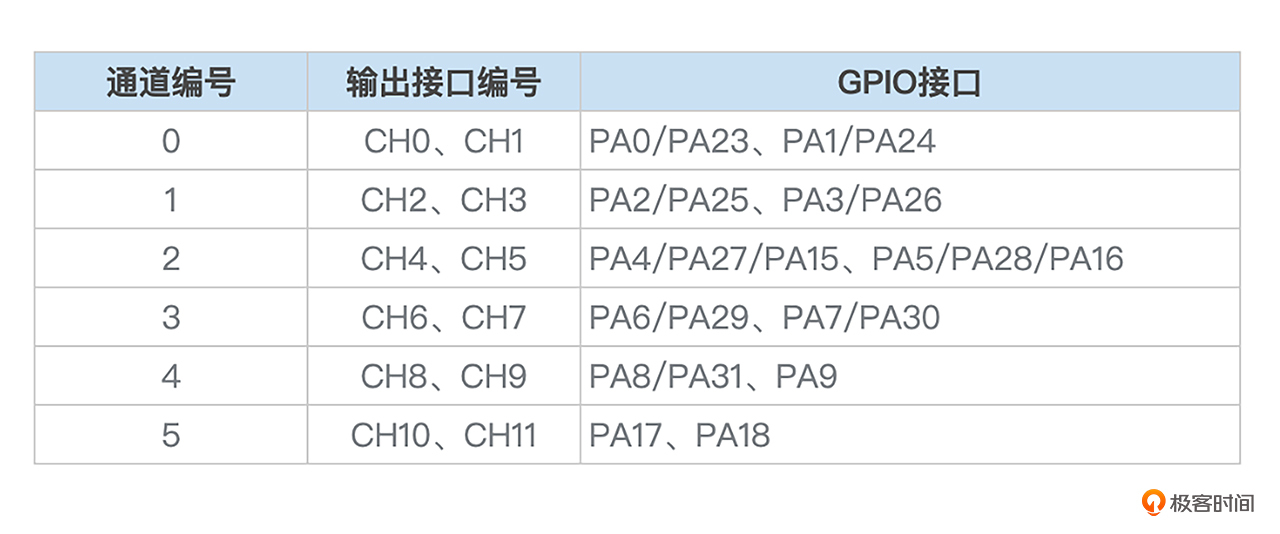 通道编号 输出接口编号 GPIO接口
0 CH0、CH1 PA0/PA23、PA1/PA24
1 CH2、CH3 PA2/PA25、PA3/PA26
2 CH4、CH5 PA4/PA27/PA15、PA5/PA28/PA16
3 CH6、CH7 PA6/PA29、PA7/PA30
4 CH8、CH9 PA8/PA31、PA9
5 CH10、CH11 PA17、PA18
极客时间